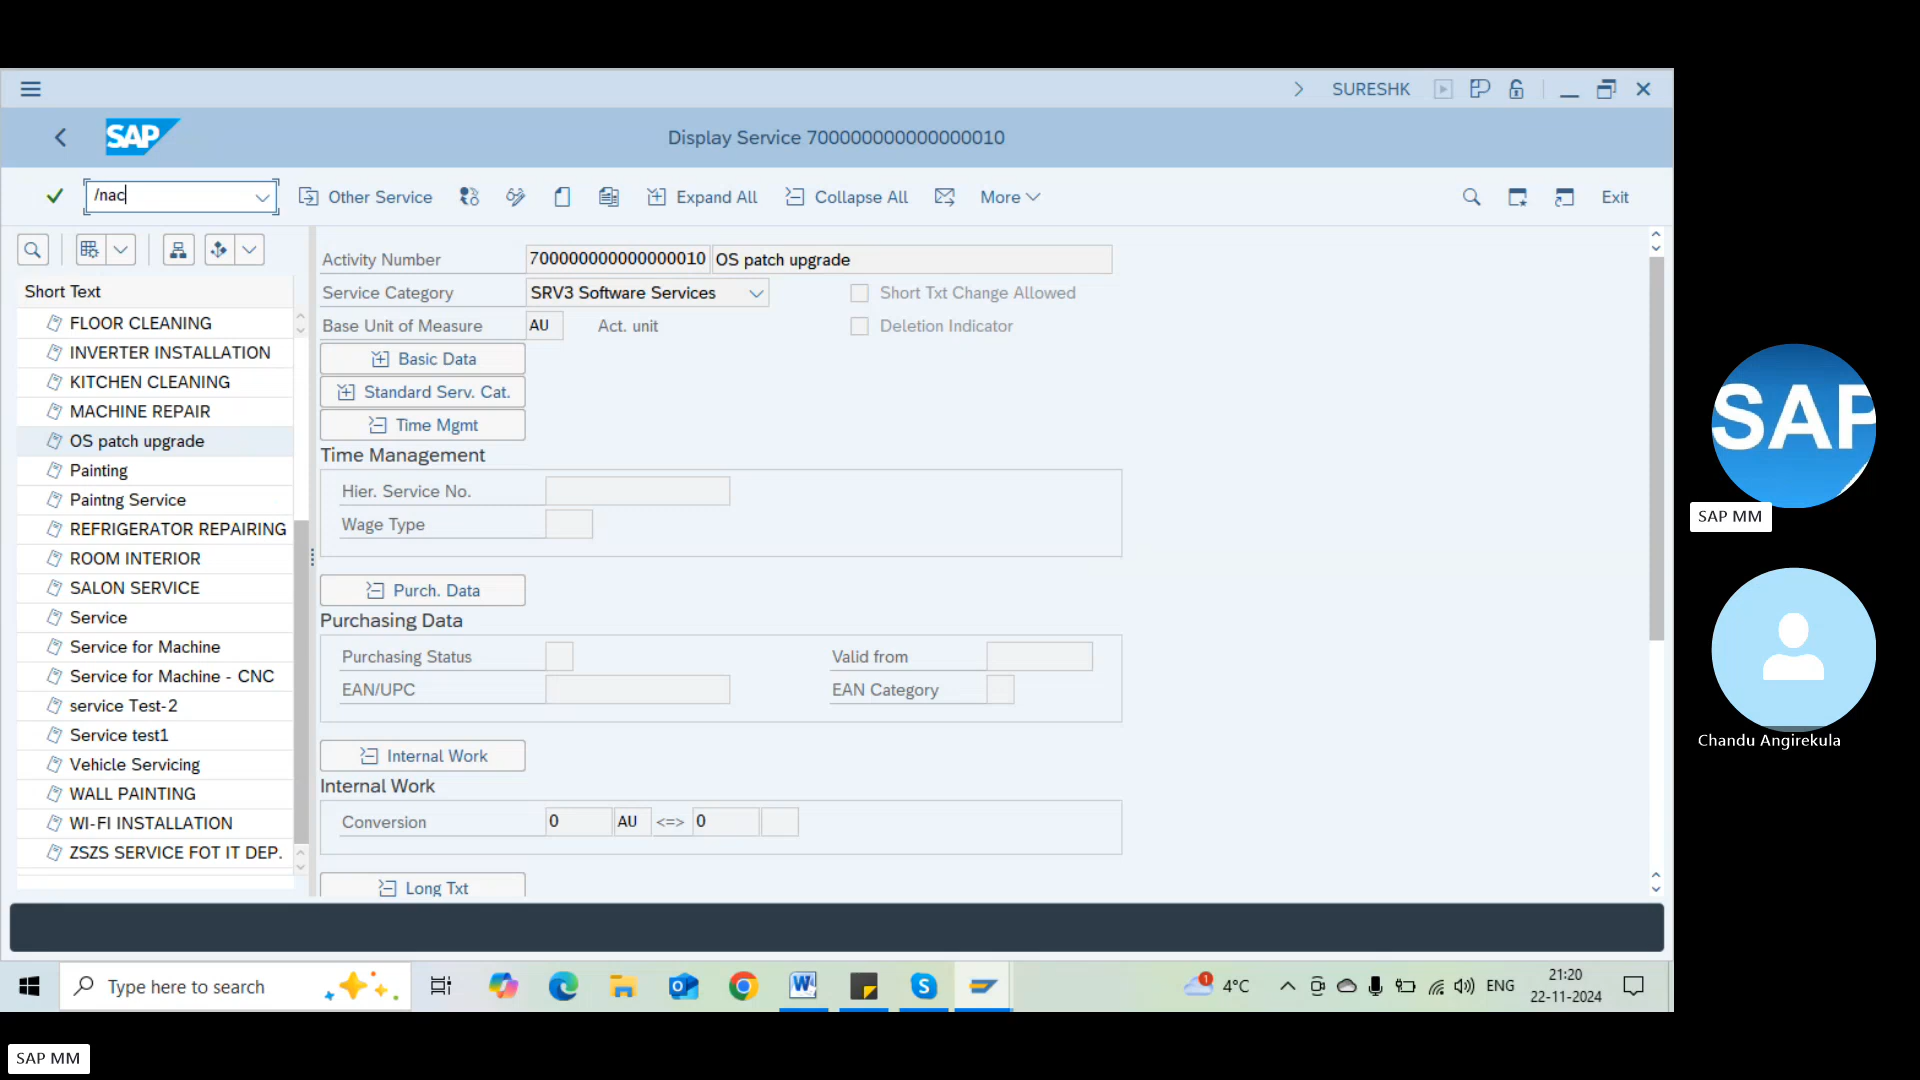 SURESHK
SAP
Display Service 700000000000000010
/nac
Other Service
Expand All
Collapse All
More
Exit
Short Text
FLOOR CLEANING
INVERTER INSTALLATION
KITCHEN CLEANING
MACHINE REPAIR
OS patch upgrade
Painting
Paintng Service
REFRIGERATOR REPAIRING
ROOM INTERIOR
SALON SERVICE
Service
Service for Machine
Service for Machine - CNC
service Test-2
Service test1
Vehicle Servicing
WALL PAINTING
WI-FI INSTALLATION
ZSZS SERVICE FOT IT DEP.
Activity Number 700000000000000010 OS patch upgrade
Service Category SRV3 Software Services Short Txt Change Allowed
Base Unit of Measure AU Act. unit Deletion Indicator
Basic Data
Standard Serv. Cat.
Time Mgmt
Time Management
Hier. Service No.
Wage Type
Purch. Data
Purchasing Data
Purchasing Status Valid from
EAN/UPC EAN Category
Internal Work
Internal Work
Conversion 0 AU <=> 0
Long Txt
SAP
SAP MM
Chandu Angirekula
Type here to search
1
4°C
ENG
21:20
22-11-2024
SAP MM